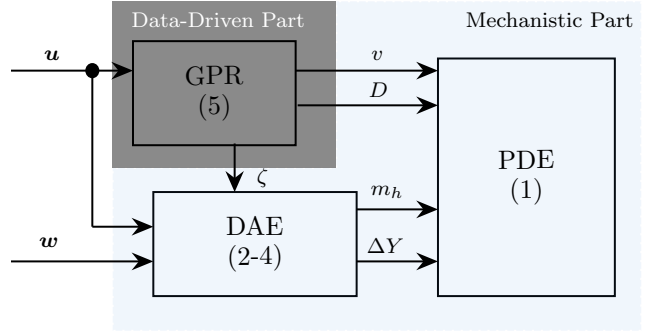 Data-Driven Part
Mechanistic Part
u
GPR
(5)
v
D
PDE
(1)
ζ
w
DAE
(2-4)
m_h
ΔY